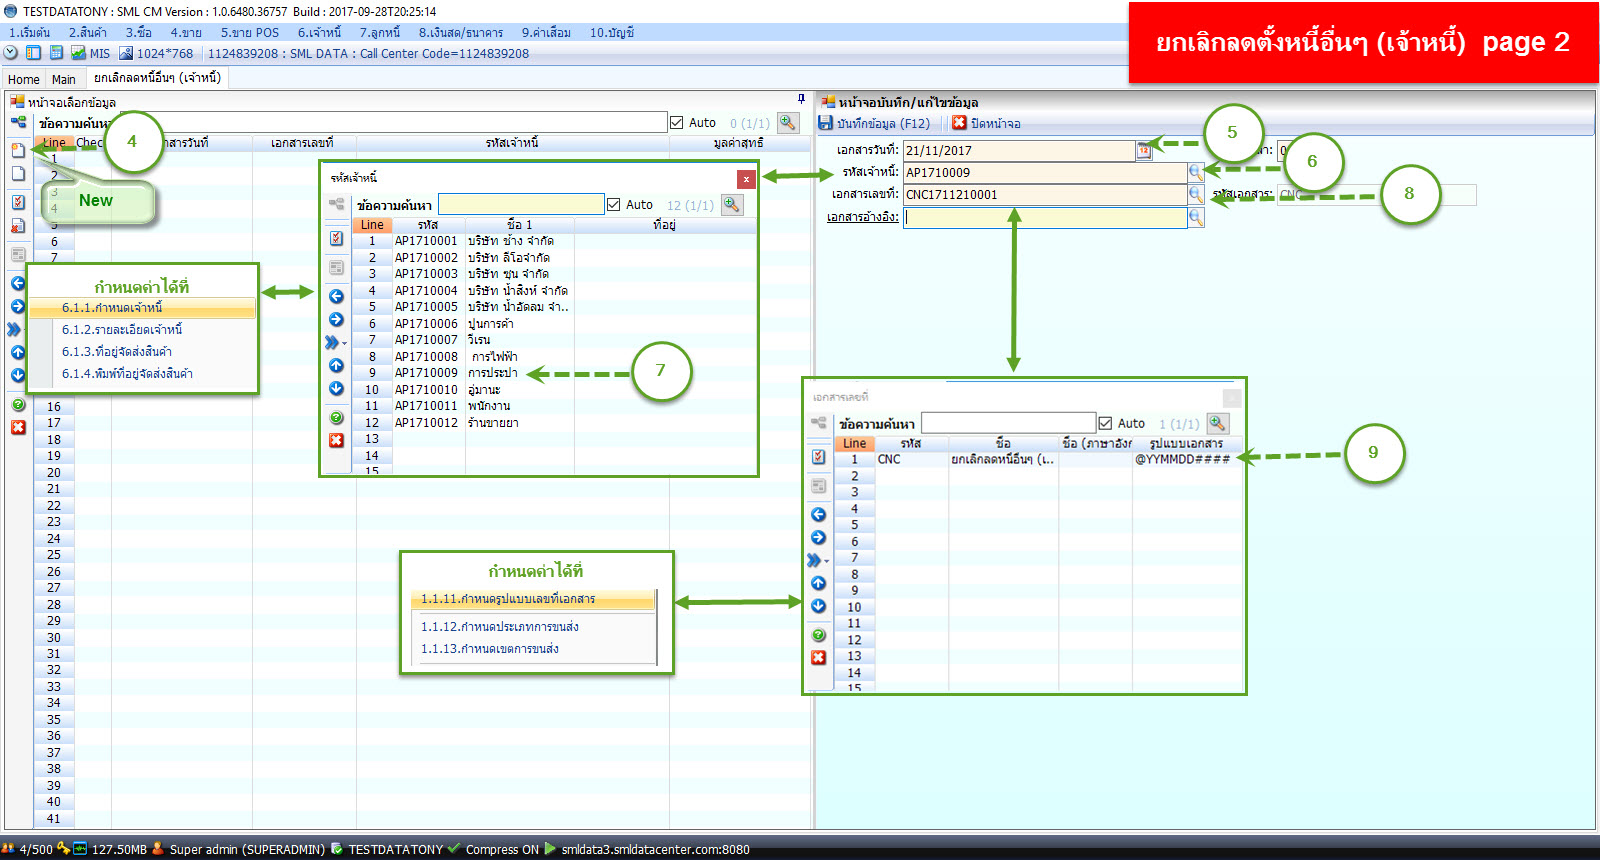 TESTDATATONY : SML CM Version : 1.0.6480.36757  Build : 2017-09-28T20:25:14
ยกเลิกลดตั้งหนี้อื่นๆ (เจ้าหนี้)  page 2
1.เริ่มต้น 2.สินค้า 3.ซื้อ 4.ขาย 5.ขาย POS 6.เจ้าหนี้ 7.ลูกหนี้ 8.เงินสด/ธนาคาร 9.ค่าเสื่อม 10.บัญชี
MIS 1024*768 1124839208 : SML DATA : Call Center Code=1124839208
Home Main ยกเลิกลดหนี้อื่นๆ (เจ้าหนี้)
หน้าจอเลือกข้อมูล
ข้อความค้นหา Auto 0 (1/1)
Line Chec เอกสารวันที่ เอกสารเลขที่ รหัสเจ้าหนี้ มูลค่าสุทธิ
1
2
3
4
5
6
7
16
17
18
19
20
21
22
23
24
25
26
27
28
29
30
31
32
33
34
35
36
37
38
39
40
41
4
New
กำหนดค่าได้ที่
6.1.1.กำหนดเจ้าหนี้
6.1.2.รายละเอียดเจ้าหนี้
6.1.3.ที่อยู่จัดส่งสินค้า
6.1.4.พิมพ์ที่อยู่จัดส่งสินค้า
รหัสเจ้าหนี้
x
ข้อความค้นหา Auto 12 (1/1)
Line รหัส ชื่อ 1 ที่อยู่
1 AP1710001 บริษัท ช้าง จำกัด
2 AP1710002 บริษัท ลีโอจำกัด
3 AP1710003 บริษัท ซุน จำกัด
4 AP1710004 บริษัท น้ำสิงห์ จำกัด
5 AP1710005 บริษัท น้ำอัดลม จำ..
6 AP1710006 ปูนการค้า
7 AP1710007 วีเรน
8 AP1710008 การไฟฟ้า
9 AP1710009 การประปา
10 AP1710010 อู่มานะ
11 AP1710011 พนักงาน
12 AP1710012 ร้านขายยา
13
14
15
7
หน้าจอบันทึก/แก้ไขข้อมูล
บันทึกข้อมูล (F12) ปิดหน้าจอ
เอกสารวันที่: 21/11/2017
รหัสเจ้าหนี้: AP1710009
เอกสารเลขที่: CNC1711210001 รหัสเอกสาร: CNC
เอกสารอ้างอิง:
5
6
8
เอกสารเลขที่
ข้อความค้นหา Auto 1 (1/1)
Line รหัส ชื่อ ชื่อ (ภาษาอังก รูปแบบเอกสาร
1 CNC ยกเลิกลดหนี้อื่นๆ (เ.. @YYMMDD####
2
3
4
5
6
7
8
9
10
11
12
13
14
15
9
กำหนดค่าได้ที่
1.1.11.กำหนดรูปแบบเลขที่เอกสาร
1.1.12.กำหนดประเภทการขนส่ง
1.1.13.กำหนดเขตการขนส่ง
4/500 127.50MB Super admin (SUPERADMIN) TESTDATATONY Compress ON smldata3.smldatacenter.com:8080